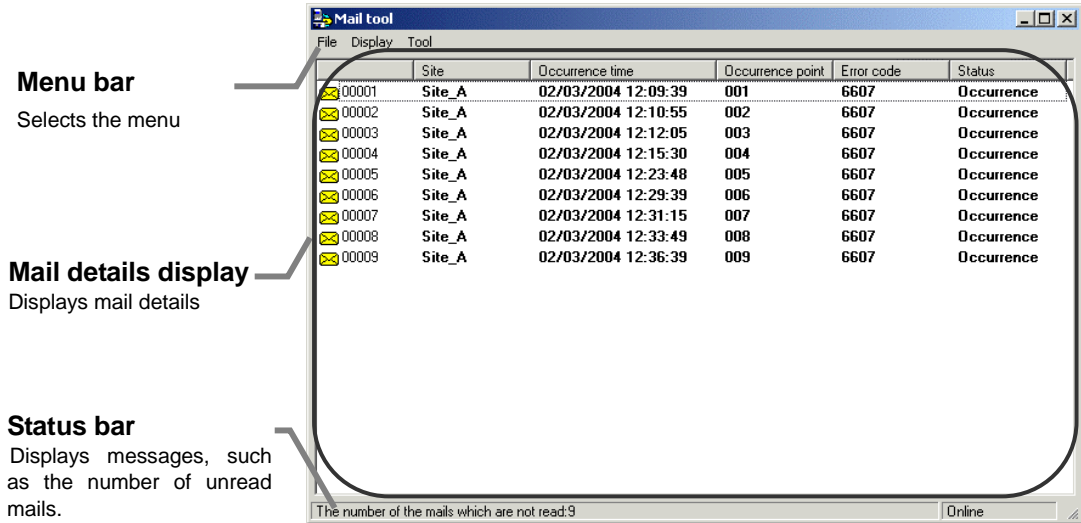 Mail tool
File Display Tool
Menu bar
Selects the menu
Site Occurrence time Occurrence point Error code Status
00001 Site_A 02/03/2004 12:09:39 001 6607 Occurrence
00002 Site_A 02/03/2004 12:10:55 002 6607 Occurrence
00003 Site_A 02/03/2004 12:12:05 003 6607 Occurrence
00004 Site_A 02/03/2004 12:15:30 004 6607 Occurrence
00005 Site_A 02/03/2004 12:23:48 005 6607 Occurrence
00006 Site_A 02/03/2004 12:29:39 006 6607 Occurrence
00007 Site_A 02/03/2004 12:31:15 007 6607 Occurrence
00008 Site_A 02/03/2004 12:33:49 008 6607 Occurrence
00009 Site_A 02/03/2004 12:36:39 009 6607 Occurrence
Mail details display
Displays mail details
Status bar
Displays messages, such
as the number of unread
mails.
The number of the mails which are not read:9 Online